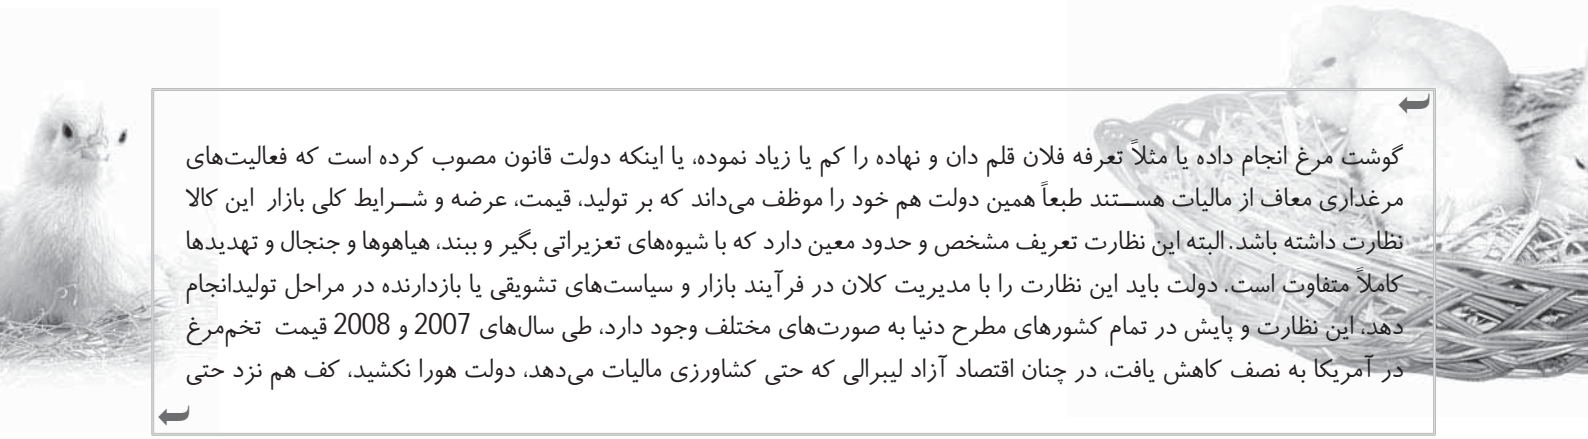 گوشت مرغ انجام داده یا مثلاً تعرفه فلان قلم دان و نهاده را کم یا زیاد نموده، یا اینکه دولت قانون مصوب کرده است که فعالیت‌های
مرغداری معاف از مالیات هستند طبعاً همین دولت هم خود را موظف می‌داند که بر تولید، قیمت، عرضه و شرایط کلی بازار این کالا
نظارت داشته باشد. البته این نظارت تعریف مشخص و حدود معین دارد که با شیوه‌های تعزیراتی بگیر و ببند، هیاهوها و جنجال و تهدیدها
کاملاً متفاوت است. دولت باید این نظارت را با مدیریت کلان در فرآیند بازار و سیاست‌های تشویقی یا بازدارنده در مراحل تولیدانجام
دهد، این نظارت و پایش در تمام کشورهای مطرح دنیا به صورت‌های مختلف وجود دارد، طی سال‌های 2007 و 2008 قیمت تخم‌مرغ
در آمریکا به نصف کاهش یافت، در چنان اقتصاد آزاد لیبرالی که حتی کشاورزی مالیات می‌دهد، دولت هورا نکشید، کف هم نزد حتی